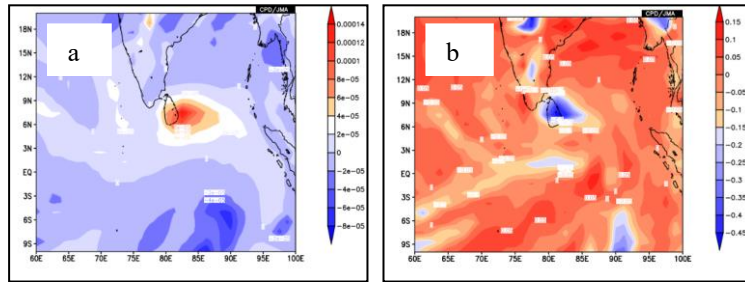 CPD/JMA
a
18N
15N
12N
9N
6N
3N
EQ
3S
6S
9S
60E 65E 70E 75E 80E 85E 90E 95E 100E
0.00014
0.00012
0.0001
8e-05
6e-05
4e-05
2e-05
0
-2e-05
-4e-05
-6e-05
-8e-05
CPD/JMA
b
18N
15N
12N
9N
6N
3N
EQ
3S
6S
9S
60E 65E 70E 75E 80E 85E 90E 95E 100E
0.15
0.1
0.05
0
-0.05
-0.1
-0.15
-0.2
-0.25
-0.3
-0.35
-0.4
-0.45